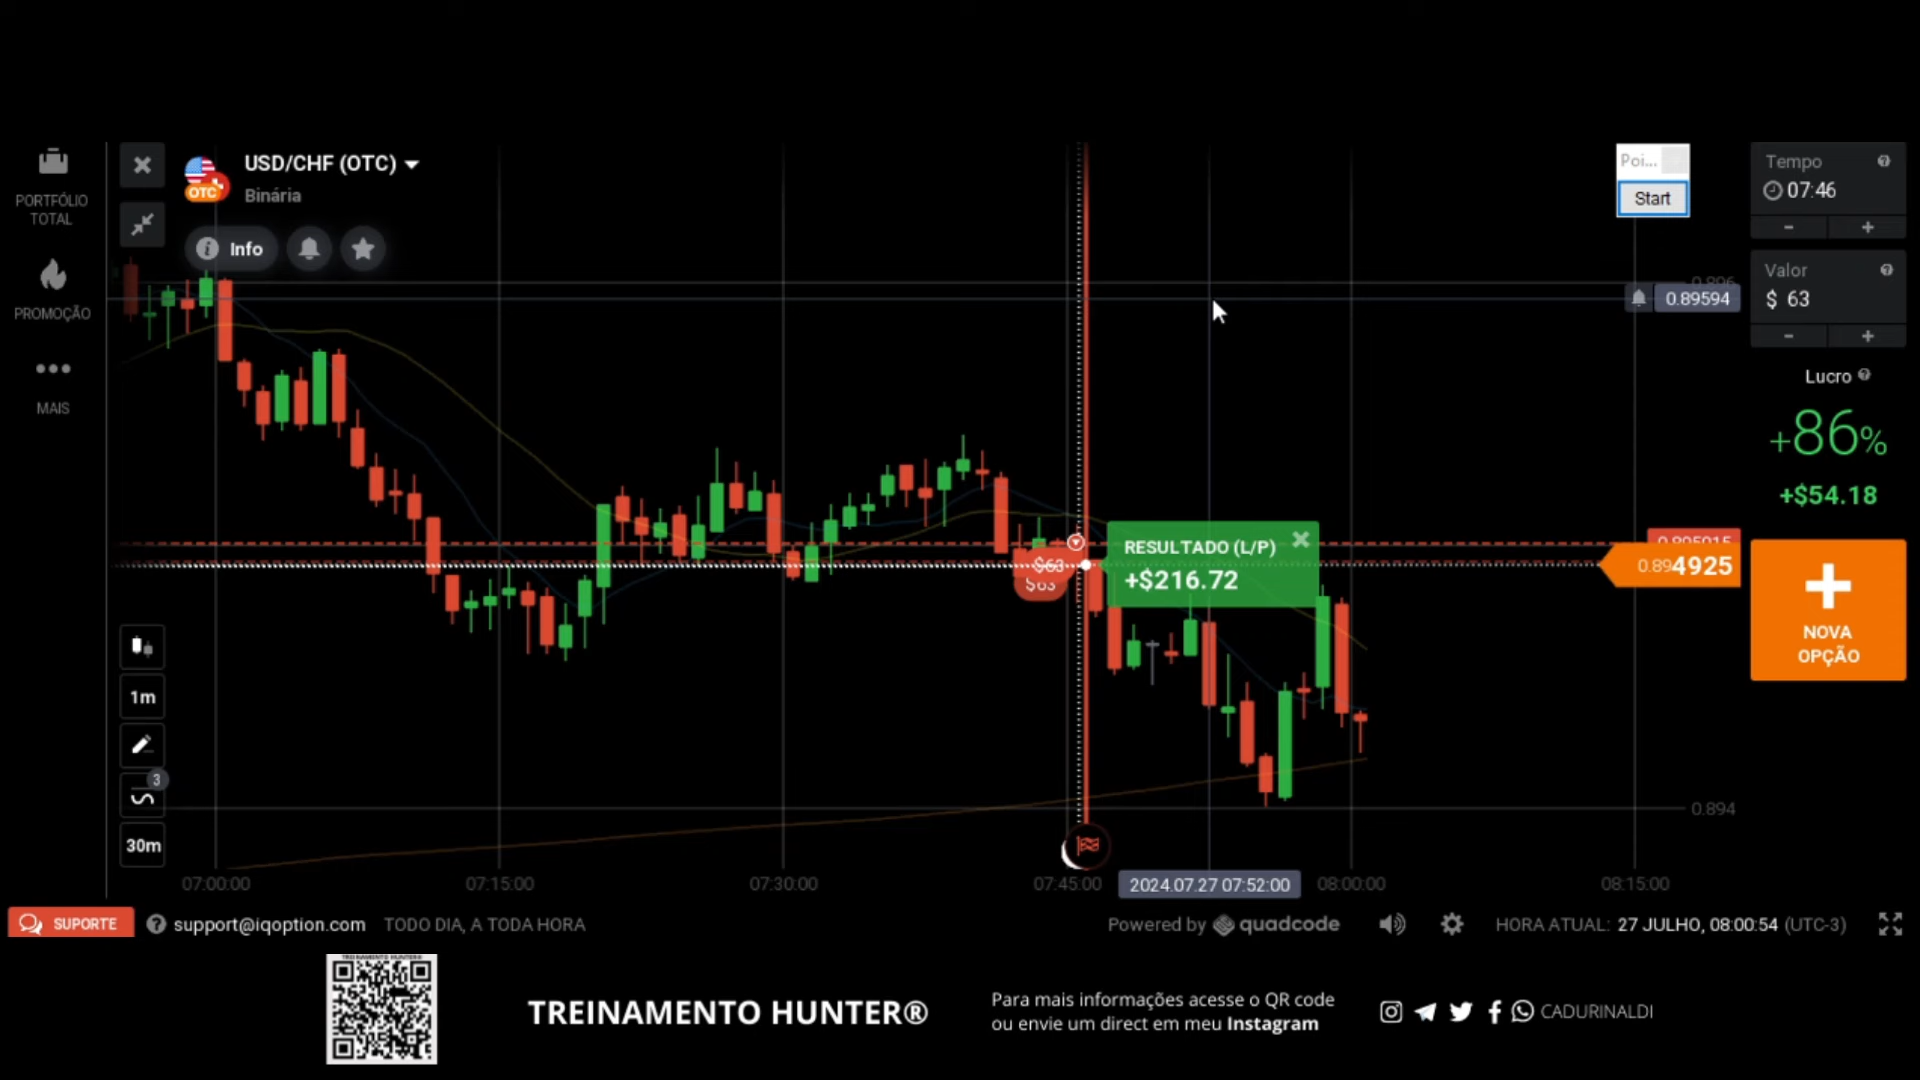 PORTFÓLIO
TOTAL
PROMOÇÃO
MAIS
USD/CHF (OTC)
OTC
Binária
Info
Poi...
Start
Tempo
07:46
- +
Valor
$ 63
- +
Lucro
+86%
+$54.18
NOVA
OPÇÃO
0.89594
0.894925
0.894
RESULTADO (L/P)
+$216.72
$63
$63
1m
3
30m
07:00:00
07:15:00
07:30:00
07:45:00
2024.07.27 07:52:00
08:00:00
08:15:00
SUPORTE
support@iqoption.com
TODO DIA, A TODA HORA
Powered by quadcode
HORA ATUAL: 27 JULHO, 08:00:54 (UTC-3)
TREINAMENTO HUNTER®
TREINAMENTO HUNTER®
Para mais informações acesse o QR code
ou envie um direct em meu Instagram
CADURINALDI